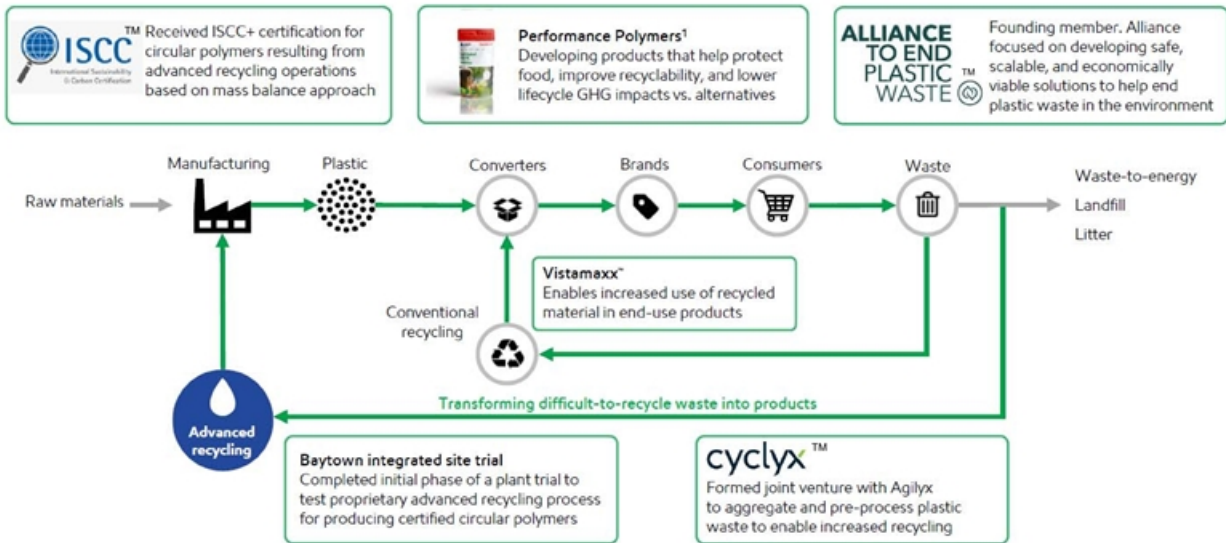 ISCC™
International Sustainability
& Carbon Certification
Received ISCC+ certification for
circular polymers resulting from
advanced recycling operations
based on mass balance approach
Performance Polymers¹
Developing products that help protect
food, improve recyclability, and lower
lifecycle GHG impacts vs. alternatives
ALLIANCE
TO END
PLASTIC
WASTE™
Founding member. Alliance
focused on developing safe,
scalable, and economically
viable solutions to help end
plastic waste in the environment
Raw materials
Manufacturing
Plastic
Converters
Brands
Consumers
Waste
Waste-to-energy
Landfill
Litter
Vistamaxx™
Enables increased use of recycled
material in end-use products
Conventional
recycling
Transforming difficult-to-recycle waste into products
Advanced
recycling
Baytown integrated site trial
Completed initial phase of a plant trial to
test proprietary advanced recycling process
for producing certified circular polymers
cyclyx™
Formed joint venture with Agilyx
to aggregate and pre-process plastic
waste to enable increased recycling